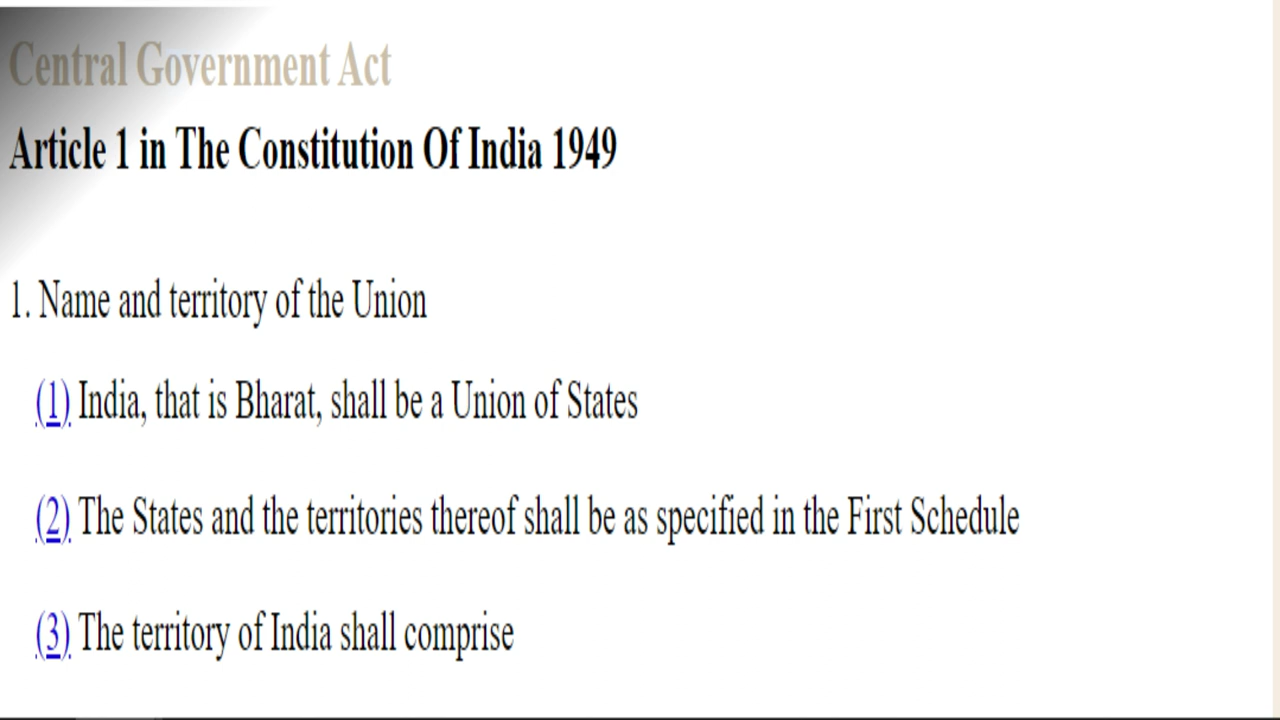 Central Government Act
Article 1 in The Constitution Of India 1949
1. Name and territory of the Union
(1) India, that is Bharat, shall be a Union of States
(2) The States and the territories thereof shall be as specified in the First Schedule
(3) The territory of India shall comprise